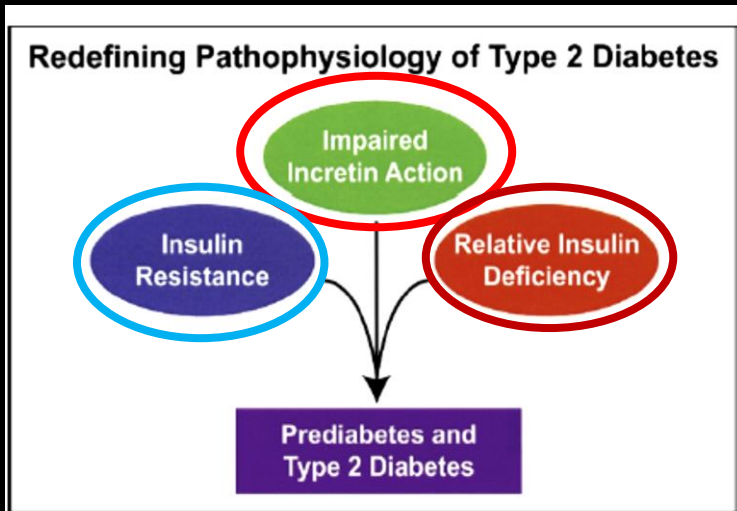 Redefining Pathophysiology of Type 2 Diabetes
Impaired
Incretin Action
Insulin
Resistance
Relative Insulin
Deficiency
Prediabetes and
Type 2 Diabetes